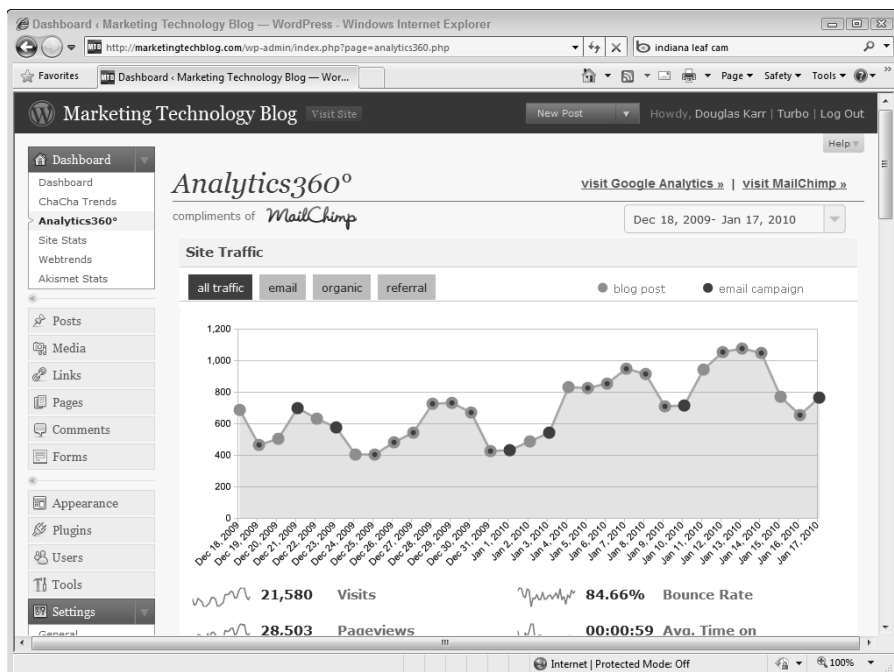 Dashboard ‹ Marketing Technology Blog — WordPress - Windows Internet Explorer
http://marketingtechblog.com/wp-admin/index.php?page=analytics360.php
indiana leaf cam
Favorites
MTB Dashboard ‹ Marketing Technology Blog — Wor...
Page Safety Tools
Marketing Technology Blog Visit Site
New Post
Howdy, Douglas Karr | Turbo | Log Out
Help
Dashboard
Dashboard
ChaCha Trends
Analytics360°
Site Stats
Webtrends
Akismet Stats
Posts
Media
Links
Pages
Comments
Forms
Appearance
Plugins
Users
Tools
Settings
General
Analytics360°
visit Google Analytics » | visit MailChimp »
compliments of MailChimp
Dec 18, 2009- Jan 17, 2010
Site Traffic
all traffic
email
organic
referral
blog post
email campaign
1,200
1,000
800
600
400
200
0
Dec 18, 2009
Dec 19, 2009
Dec 20, 2009
Dec 21, 2009
Dec 22, 2009
Dec 23, 2009
Dec 24, 2009
Dec 25, 2009
Dec 26, 2009
Dec 27, 2009
Dec 28, 2009
Dec 29, 2009
Dec 30, 2009
Dec 31, 2009
Jan 1, 2010
Jan 2, 2010
Jan 3, 2010
Jan 4, 2010
Jan 5, 2010
Jan 6, 2010
Jan 7, 2010
Jan 8, 2010
Jan 9, 2010
Jan 10, 2010
Jan 11, 2010
Jan 12, 2010
Jan 13, 2010
Jan 14, 2010
Jan 15, 2010
Jan 16, 2010
Jan 17, 2010
21,580 Visits
84.66% Bounce Rate
28,503 Pageviews
00:00:59 Avg. Time on
Internet | Protected Mode: Off
100%